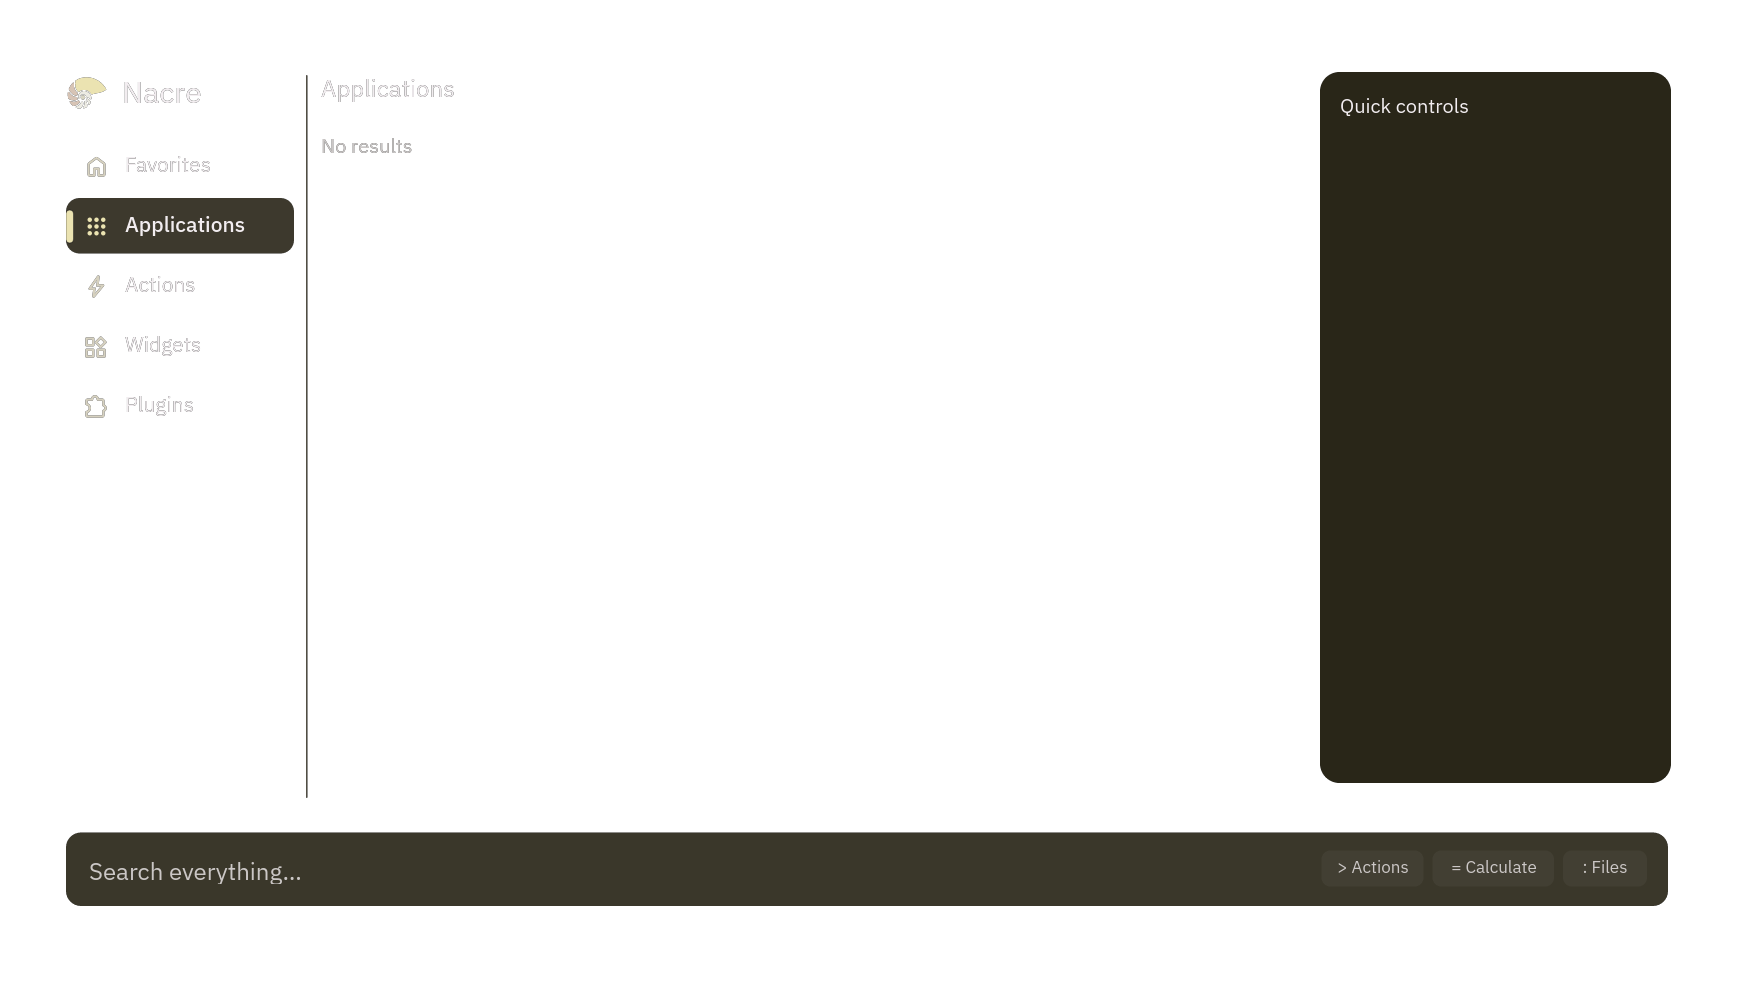 Nacre
Favorites
Applications
Actions
Widgets
Plugins
Applications
No results
Quick controls
Search everything...
> Actions
= Calculate
: Files